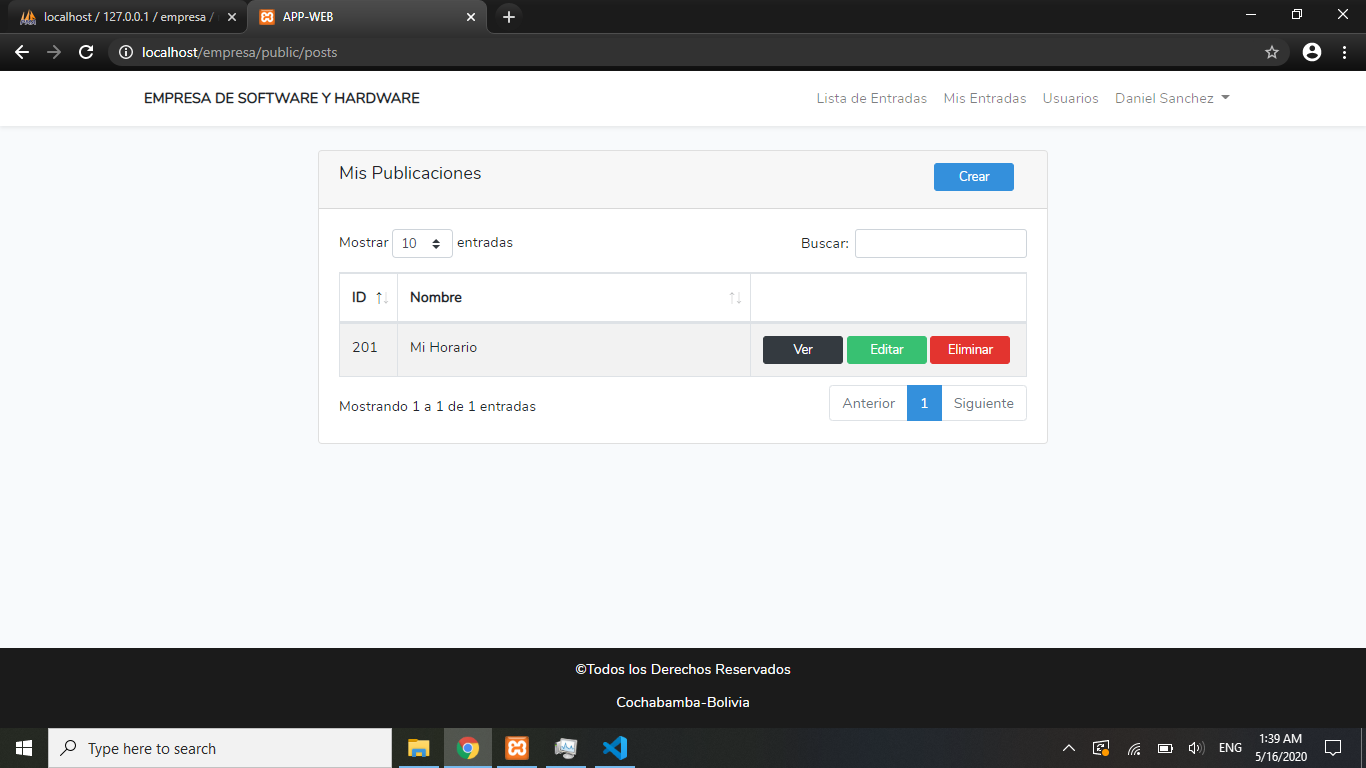 localhost / 127.0.0.1 / empresa /
APP-WEB
localhost/empresa/public/posts
EMPRESA DE SOFTWARE Y HARDWARE
Lista de Entradas Mis Entradas Usuarios Daniel Sanchez
Mis Publicaciones
Crear
Mostrar 10 entradas
Buscar:
ID Nombre
201 Mi Horario Ver Editar Eliminar
Mostrando 1 a 1 de 1 entradas
Anterior 1 Siguiente
©Todos los Derechos Reservados
Cochabamba-Bolivia
Type here to search
ENG
1:39 AM
5/16/2020